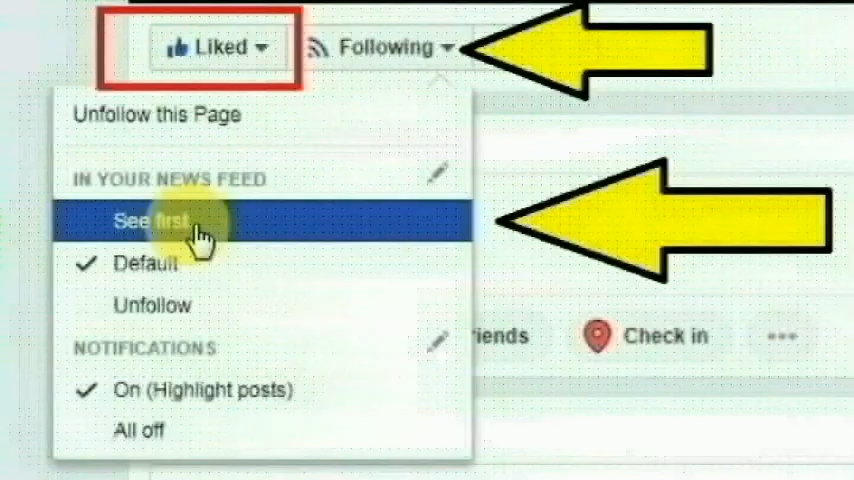 Liked Following
Unfollow this Page
IN YOUR NEWS FEED
See first
Default
Unfollow
riends Check in
NOTIFICATIONS
On (Highlight posts)
All off